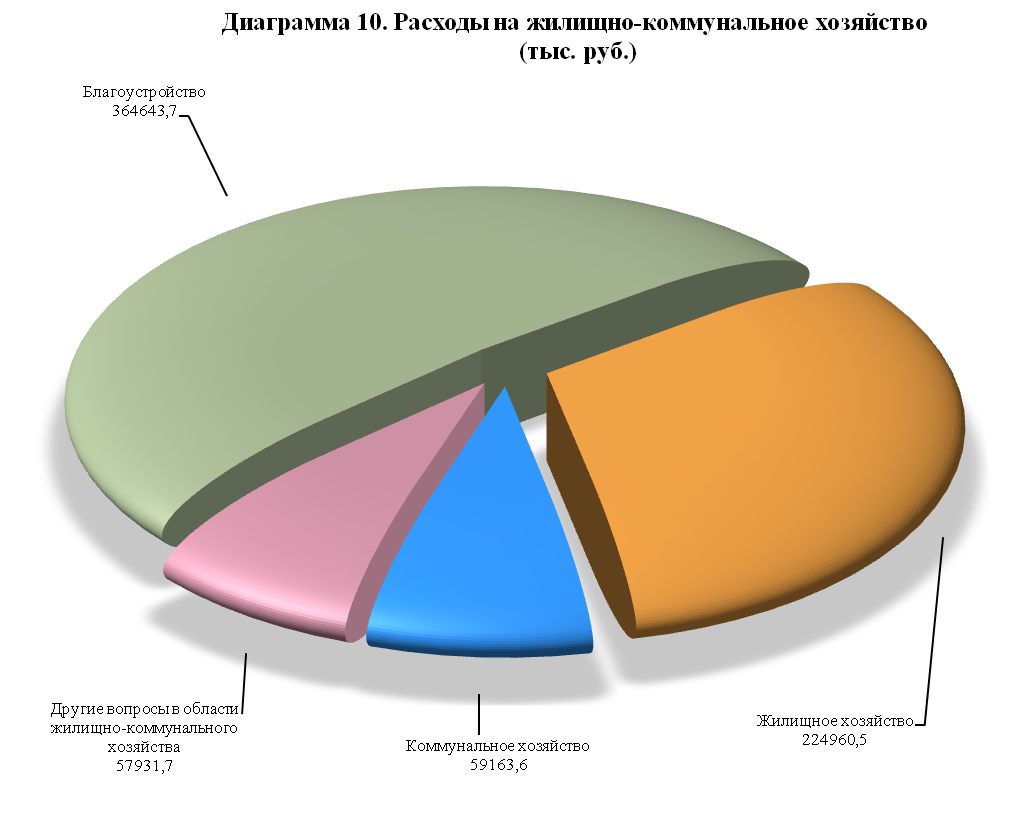 Диаграмма 10. Расходы на жилищно-коммунальное хозяйство
(тыс. руб.)
Благоустройство
364643,7
Другие вопросы в области
жилищно-коммунального
хозяйства
57931,7
Коммунальное хозяйство
59163,6
Жилищное хозяйство
224960,5